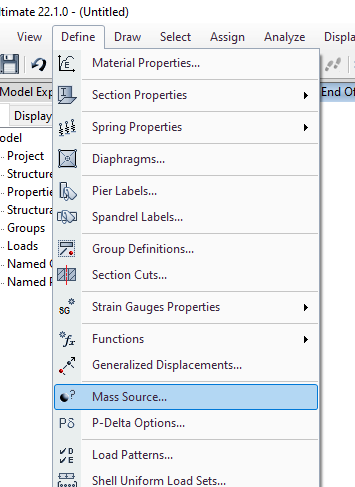 ltimate 22.1.0 - (Untitled)
View Define Draw Select Assign Analyze Displa
Material Properties...
Model Exp
Section Properties
End Of
Display
Spring Properties
odel
Project
Diaphragms...
Structure
Propertie
Pier Labels...
Structura
Spandrel Labels...
Groups
Loads
Group Definitions...
Named
Section Cuts...
Named
SG
Strain Gauges Properties
fx
Functions
Generalized Displacements...
?
Mass Source...
Pδ
P-Delta Options...
D
E
Load Patterns...
Shell Uniform Load Sets...